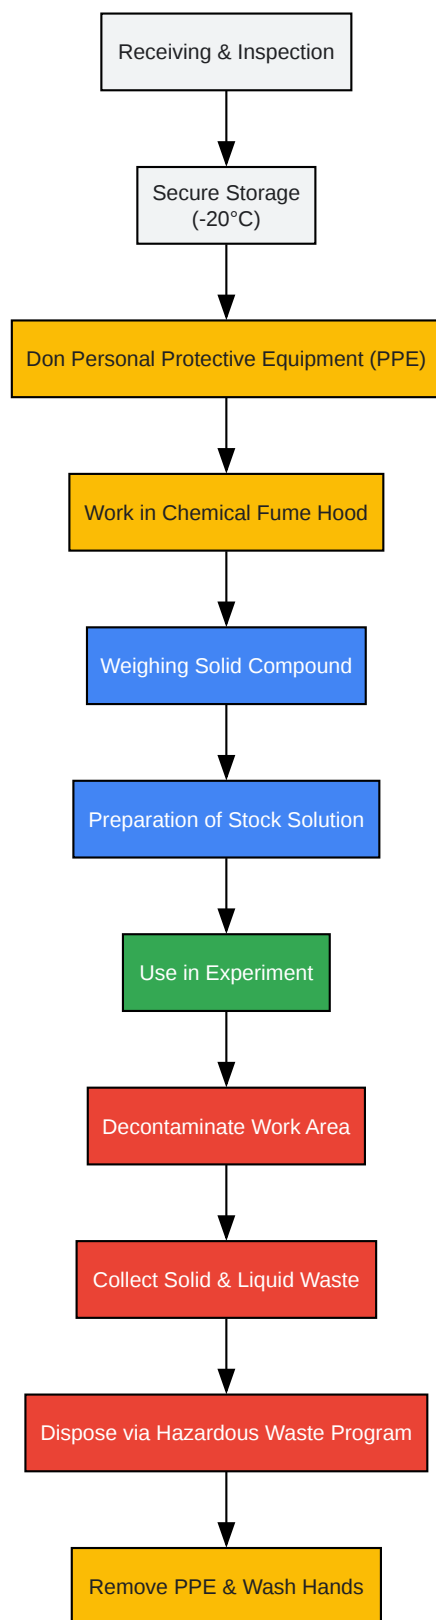 Receiving & Inspection
Secure Storage
(-20°C)
Don Personal Protective Equipment (PPE)
Work in Chemical Fume Hood
Weighing Solid Compound
Preparation of Stock Solution
Use in Experiment
Decontaminate Work Area
Collect Solid & Liquid Waste
Dispose via Hazardous Waste Program
Remove PPE & Wash Hands